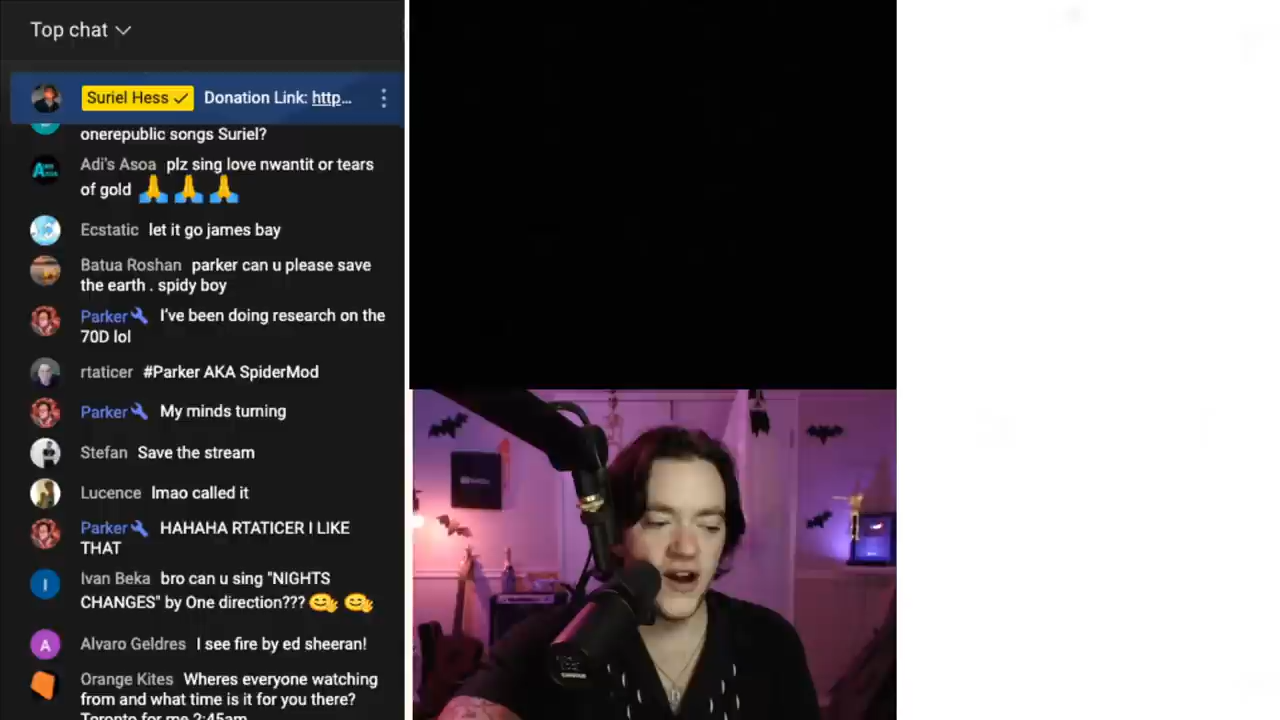 Top chat
Suriel Hess Donation Link: http...
onerepublic songs Suriel?
Adi's Asoa plz sing love nwantit or tears
of gold 🙏 🙏 🙏
Ecstatic let it go james bay
Batua Roshan parker can u please save
the earth . spidy boy
Parker I've been doing research on the
70D lol
rtaticer #Parker AKA SpiderMod
Parker My minds turning
Stefan Save the stream
Lucence lmao called it
Parker HAHAHA RTATICER I LIKE
THAT
I
Ivan Beka bro can u sing "NIGHTS
CHANGES" by One direction???
A
Alvaro Geldres I see fire by ed sheeran!
Orange Kites Wheres everyone watching
from and what time is it for you there?
Toronto for me 2:45am